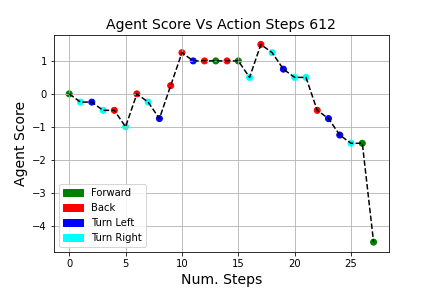 Agent Score Vs Action Steps 612
Agent Score
1
0
−1
−2
−3
−4
Forward
Back
Turn Left
Turn Right
0 5 10 15 20 25
Num. Steps